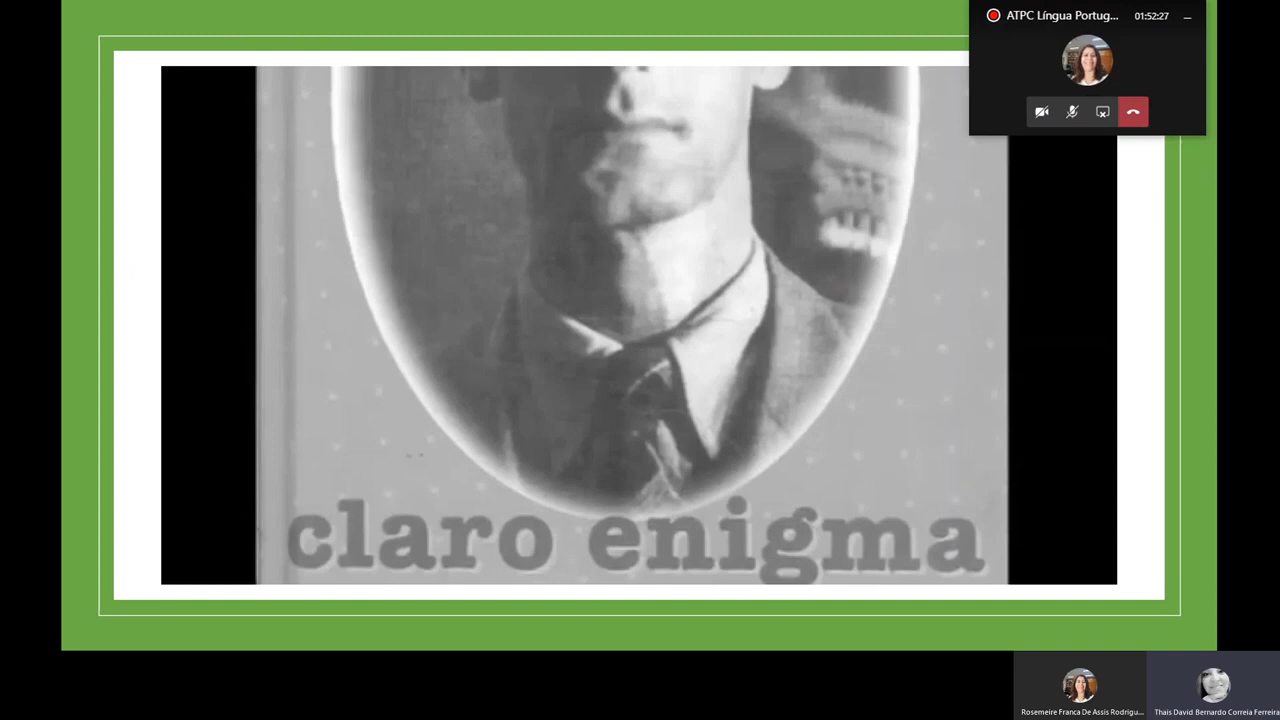 ATPC Língua Portug...
01:52:27
claro enigma
Rosemeire Franca De Assis Rodrigu...
Thais David Bernardo Correia Ferreira